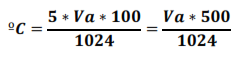 ºC = 5 * Va * 100 / 1024 = Va * 500 / 1024